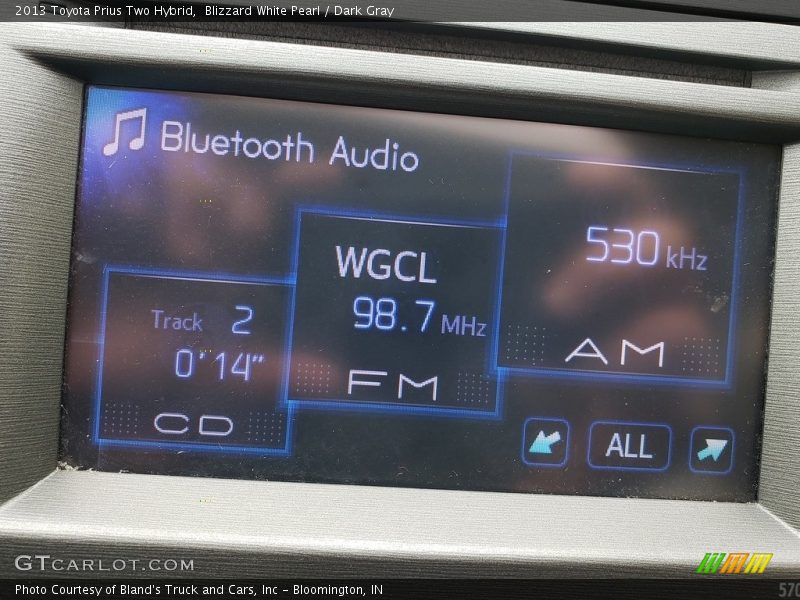 2013 Toyota Prius Two Hybrid,  Blizzard White Pearl / Dark Gray
Bluetooth Audio
530 kHz
AM
WGCL
98.7 MHz
FM
Track 2
0'14"
CD
ALL
GTCARLOT.COM
Photo Courtesy of Bland's Truck and Cars, Inc – Bloomington, IN